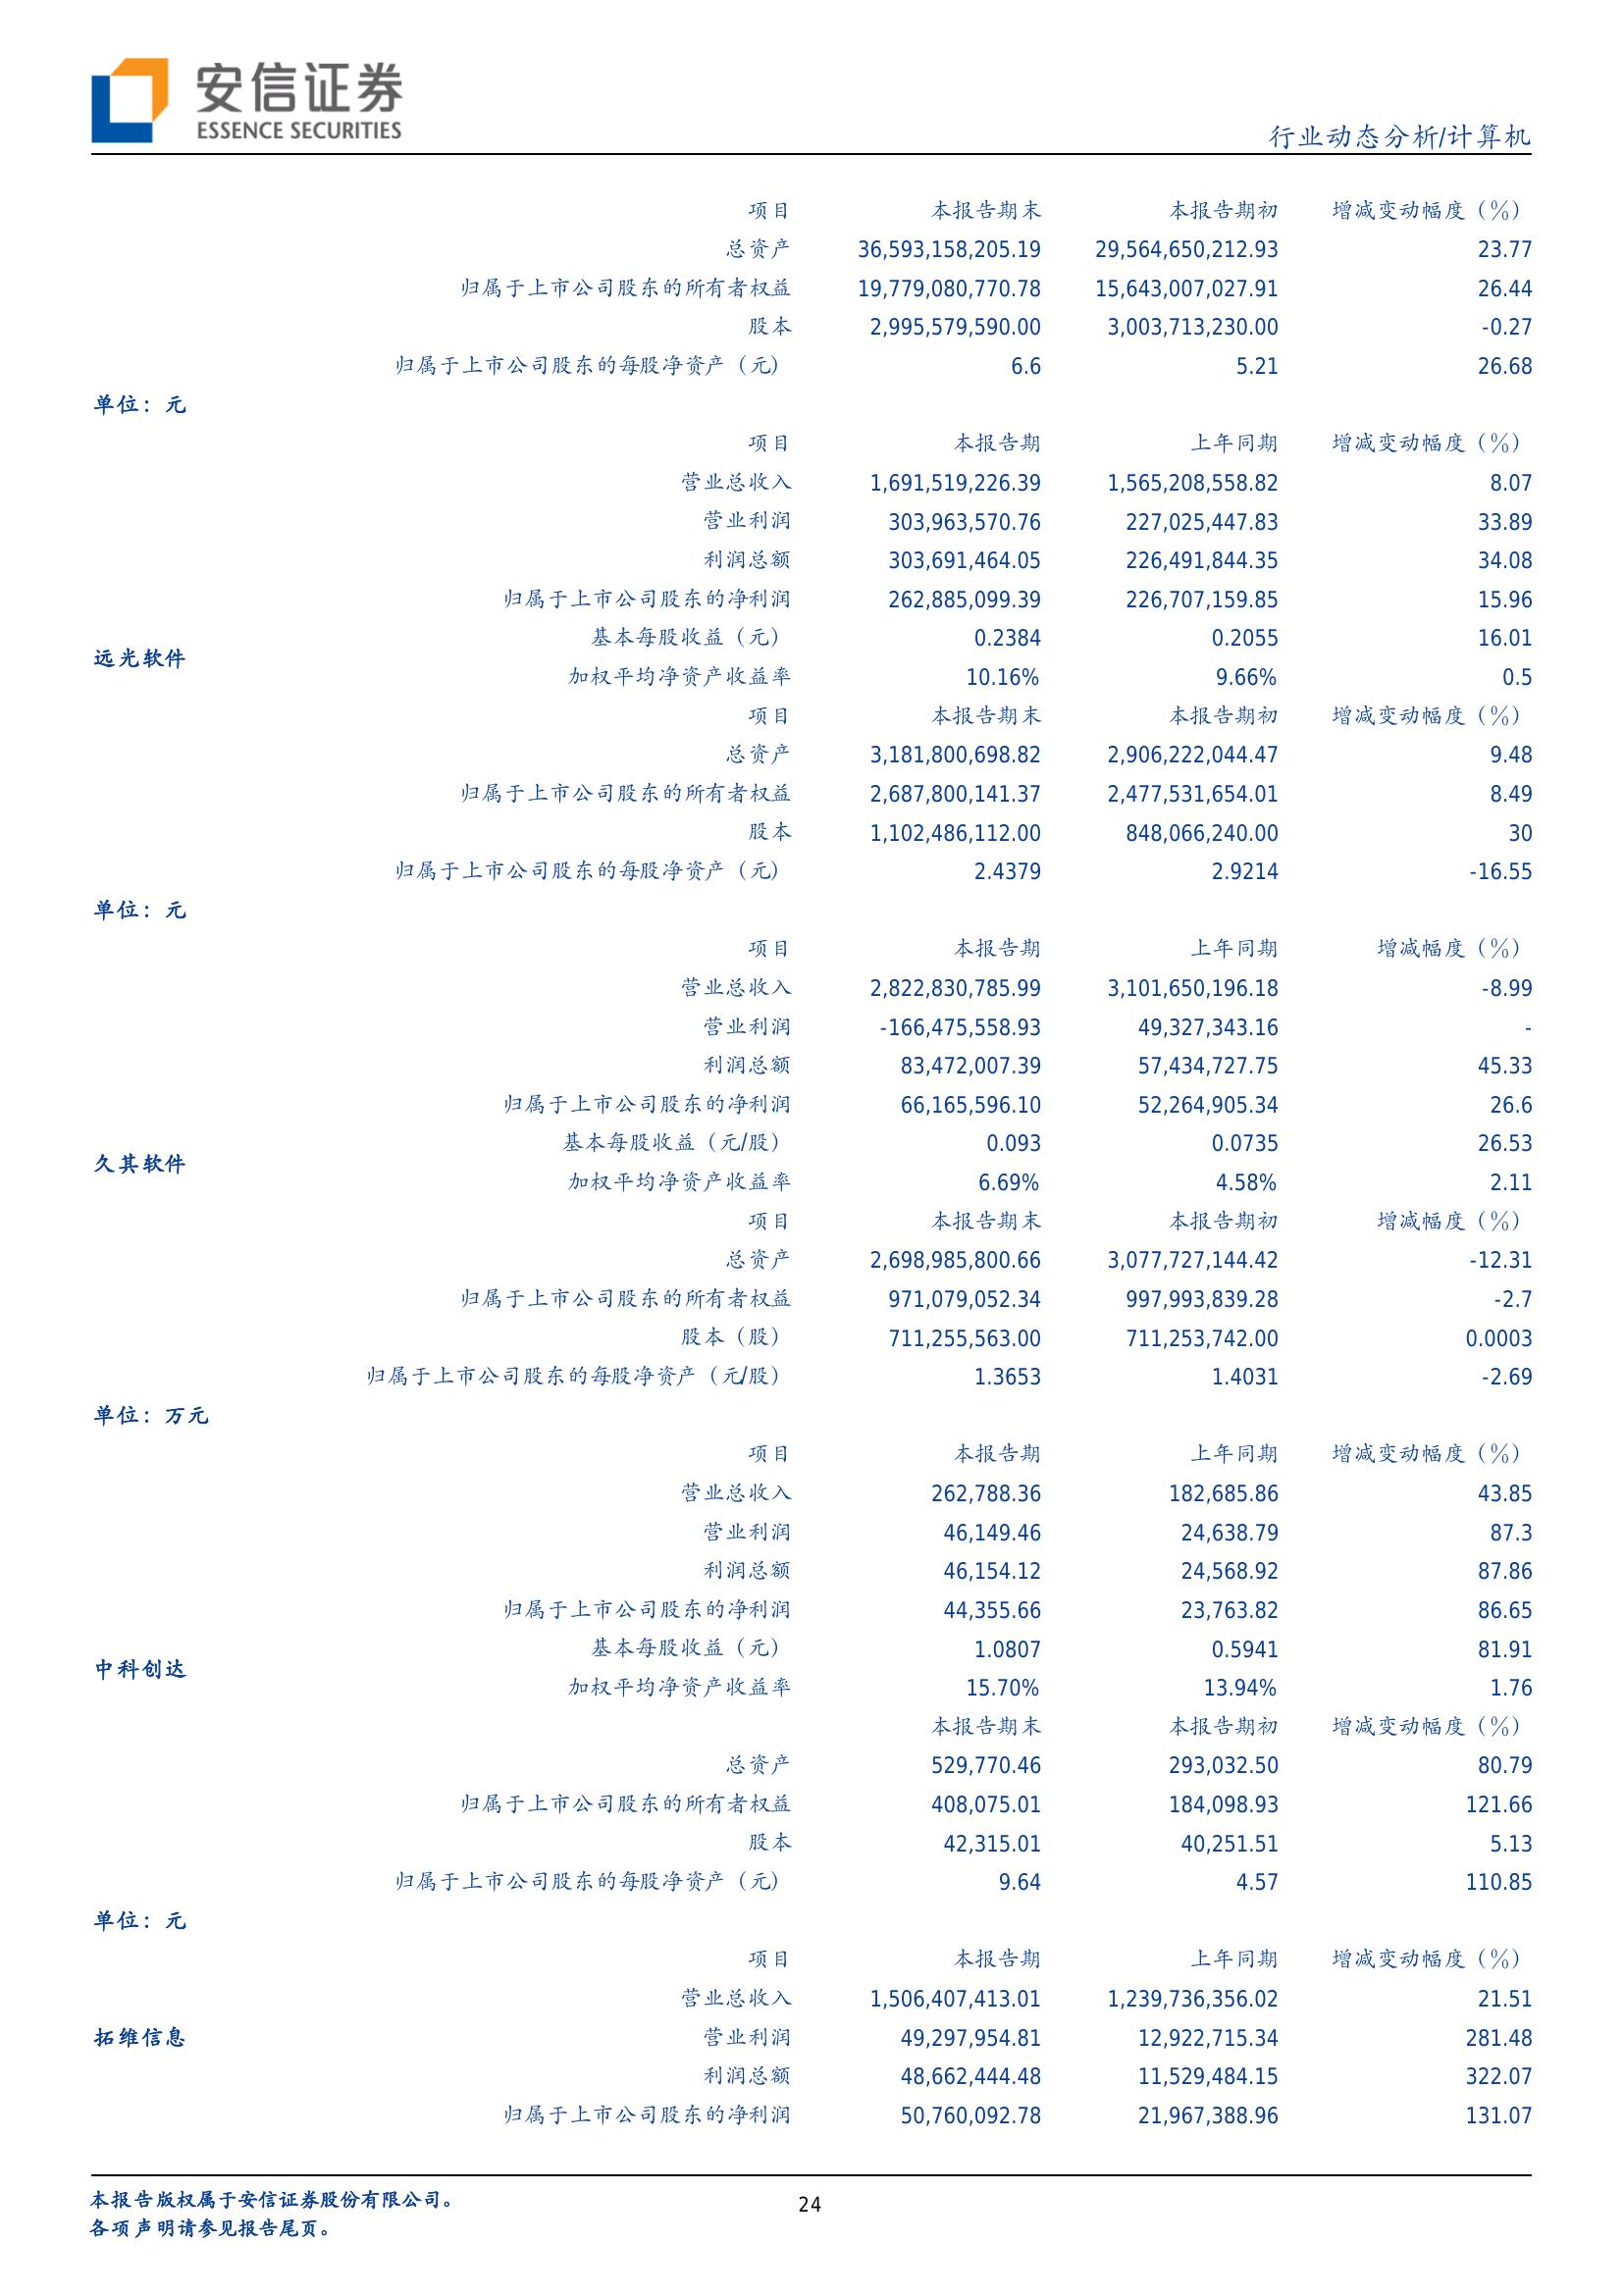 安信证券
ESSENCE SECURITIES
行业动态分析/计算机
项目 本报告期末 本报告期初 增减变动幅度（%）
总资产 36,593,158,205.19 29,564,650,212.93 23.77
归属于上市公司股东的所有者权益 19,779,080,770.78 15,643,007,027.91 26.44
股本 2,995,579,590.00 3,003,713,230.00 -0.27
归属于上市公司股东的每股净资产（元） 6.6 5.21 26.68
单位：元
项目 本报告期 上年同期 增减变动幅度（%）
营业总收入 1,691,519,226.39 1,565,208,558.82 8.07
营业利润 303,963,570.76 227,025,447.83 33.89
利润总额 303,691,464.05 226,491,844.35 34.08
归属于上市公司股东的净利润 262,885,099.39 226,707,159.85 15.96
基本每股收益（元） 0.2384 0.2055 16.01
远光软件
加权平均净资产收益率 10.16% 9.66% 0.5
项目 本报告期末 本报告期初 增减变动幅度（%）
总资产 3,181,800,698.82 2,906,222,044.47 9.48
归属于上市公司股东的所有者权益 2,687,800,141.37 2,477,531,654.01 8.49
股本 1,102,486,112.00 848,066,240.00 30
归属于上市公司股东的每股净资产（元） 2.4379 2.9214 -16.55
单位：元
项目 本报告期 上年同期 增减幅度（%）
营业总收入 2,822,830,785.99 3,101,650,196.18 -8.99
营业利润 -166,475,558.93 49,327,343.16 -
利润总额 83,472,007.39 57,434,727.75 45.33
归属于上市公司股东的净利润 66,165,596.10 52,264,905.34 26.6
基本每股收益（元/股） 0.093 0.0735 26.53
久其软件
加权平均净资产收益率 6.69% 4.58% 2.11
项目 本报告期末 本报告期初 增减幅度（%）
总资产 2,698,985,800.66 3,077,727,144.42 -12.31
归属于上市公司股东的所有者权益 971,079,052.34 997,993,839.28 -2.7
股本（股） 711,255,563.00 711,253,742.00 0.0003
归属于上市公司股东的每股净资产（元/股） 1.3653 1.4031 -2.69
单位：万元
项目 本报告期 上年同期 增减变动幅度（%）
营业总收入 262,788.36 182,685.86 43.85
营业利润 46,149.46 24,638.79 87.3
利润总额 46,154.12 24,568.92 87.86
归属于上市公司股东的净利润 44,355.66 23,763.82 86.65
基本每股收益（元） 1.0807 0.5941 81.91
中科创达
加权平均净资产收益率 15.70% 13.94% 1.76
本报告期末 本报告期初 增减变动幅度（%）
总资产 529,770.46 293,032.50 80.79
归属于上市公司股东的所有者权益 408,075.01 184,098.93 121.66
股本 42,315.01 40,251.51 5.13
归属于上市公司股东的每股净资产（元） 9.64 4.57 110.85
单位：元
项目 本报告期 上年同期 增减变动幅度（%）
营业总收入 1,506,407,413.01 1,239,736,356.02 21.51
拓维信息 营业利润 49,297,954.81 12,922,715.34 281.48
利润总额 48,662,444.48 11,529,484.15 322.07
归属于上市公司股东的净利润 50,760,092.78 21,967,388.96 131.07
本报告版权属于安信证券股份有限公司。
24
各项声明请参见报告尾页。